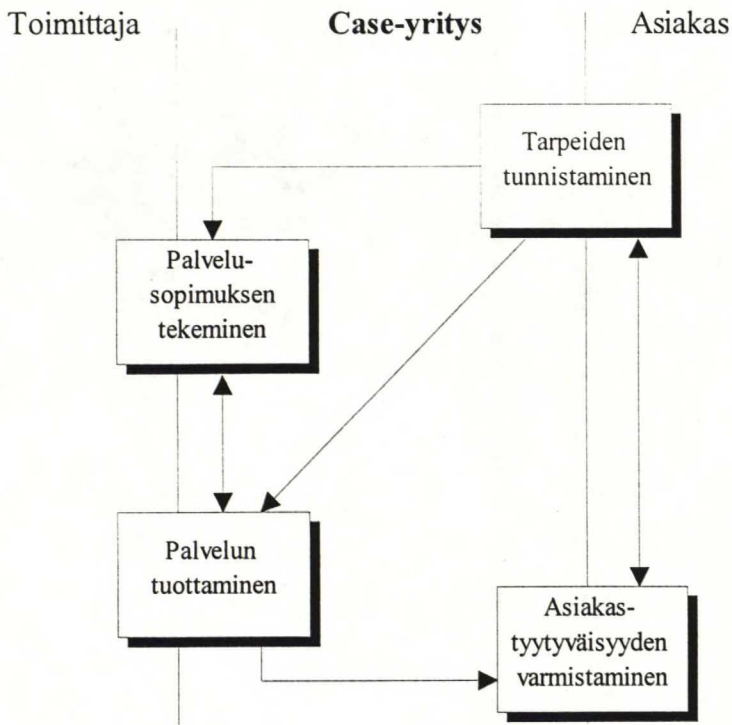 Toimittaja
Case-yritys
Asiakas
Tarpeiden
tunnistaminen
Palvelu-
sopimuksen
tekeminen
Palvelun
tuottaminen
Asiakas-
tyytyväisyyden
varmistaminen